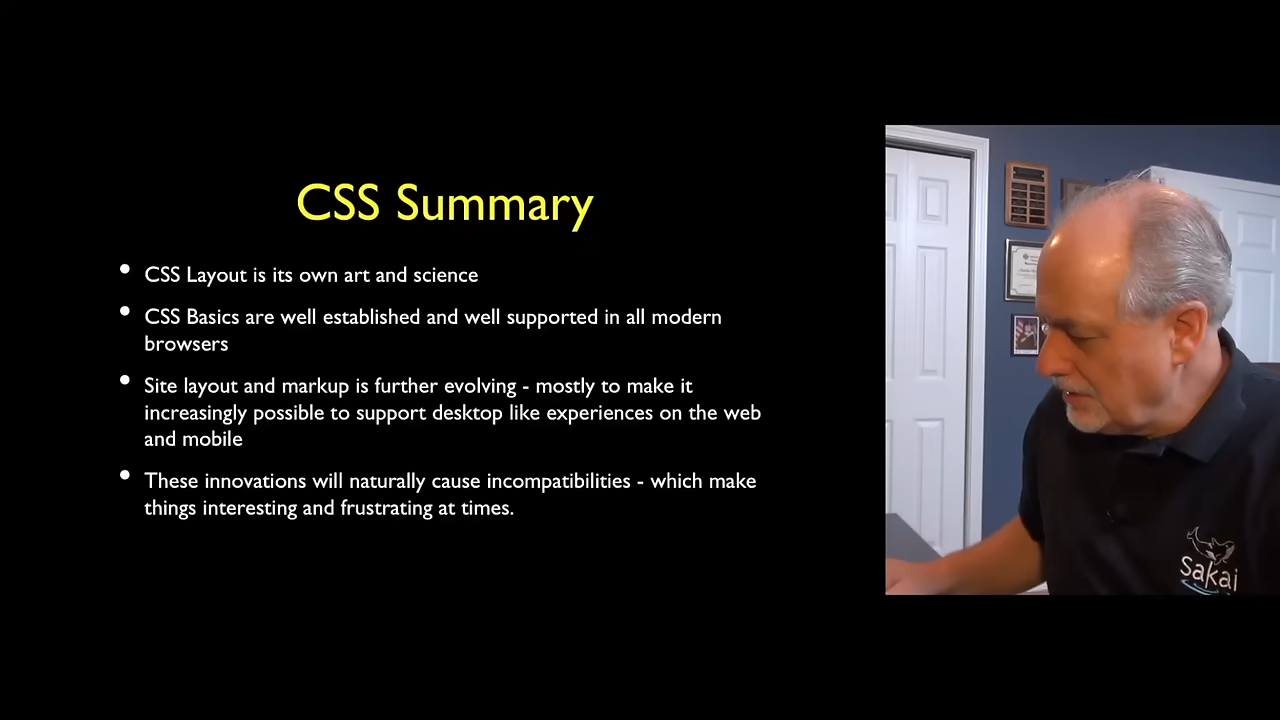 CSS Summary
• CSS Layout is its own art and science
• CSS Basics are well established and well supported in all modern
browsers
• Site layout and markup is further evolving - mostly to make it
increasingly possible to support desktop like experiences on the web
and mobile
• These innovations will naturally cause incompatibilities - which make
things interesting and frustrating at times.
sakai